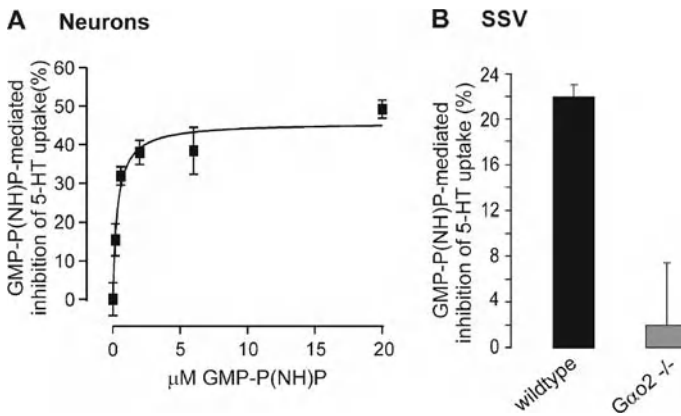 A Neurons
GMP-P(NH)P-mediated
inhibition of 5-HT uptake(%)
60
50
40
30
20
10
0
0
5
10
15
20
μM GMP-P(NH)P
B SSV
GMP-P(NH)P-mediated
inhibition of 5-HT uptake (%)
24
22
20
16
12
8
4
0
wildtype
Gαo2 -/-